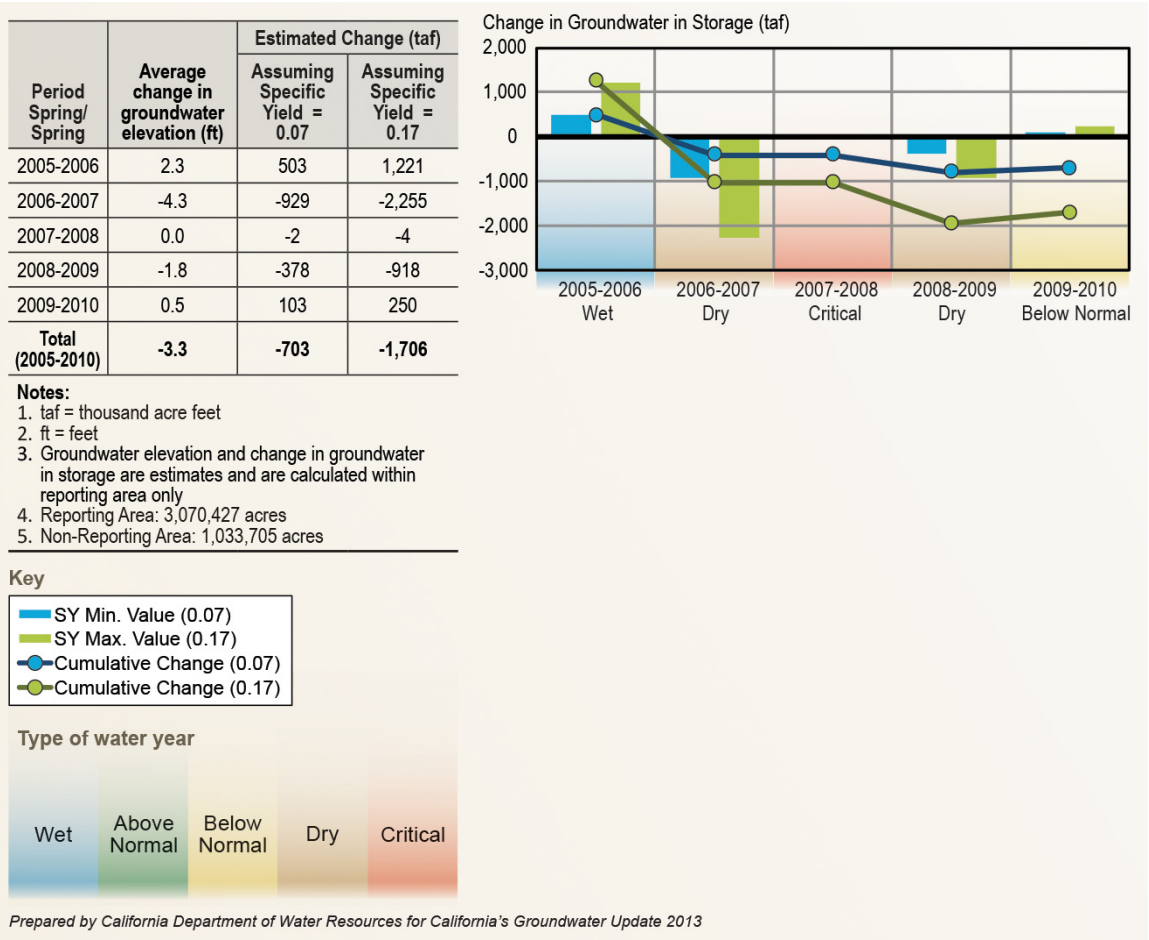 Estimated Change (taf)
Period Spring/ Spring
Average change in groundwater elevation (ft)
Assuming Specific Yield = 0.07
Assuming Specific Yield = 0.17
2005-2006 2.3 503 1,221
2006-2007 -4.3 -929 -2,255
2007-2008 0.0 -2 -4
2008-2009 -1.8 -378 -918
2009-2010 0.5 103 250
Total (2005-2010) -3.3 -703 -1,706
Notes:
1. taf = thousand acre feet
2. ft = feet
3. Groundwater elevation and change in groundwater
in storage are estimates and are calculated within
reporting area only
4. Reporting Area: 3,070,427 acres
5. Non-Reporting Area: 1,033,705 acres
Change in Groundwater in Storage (taf)
2,000
1,000
0
-1,000
-2,000
-3,000
2005-2006 2006-2007 2007-2008 2008-2009 2009-2010
Wet Dry Critical Dry Below Normal
Key
SY Min. Value (0.07)
SY Max. Value (0.17)
Cumulative Change (0.07)
Cumulative Change (0.17)
Type of water year
Wet
Above Normal
Below Normal
Dry
Critical
Prepared by California Department of Water Resources for California's Groundwater Update 2013